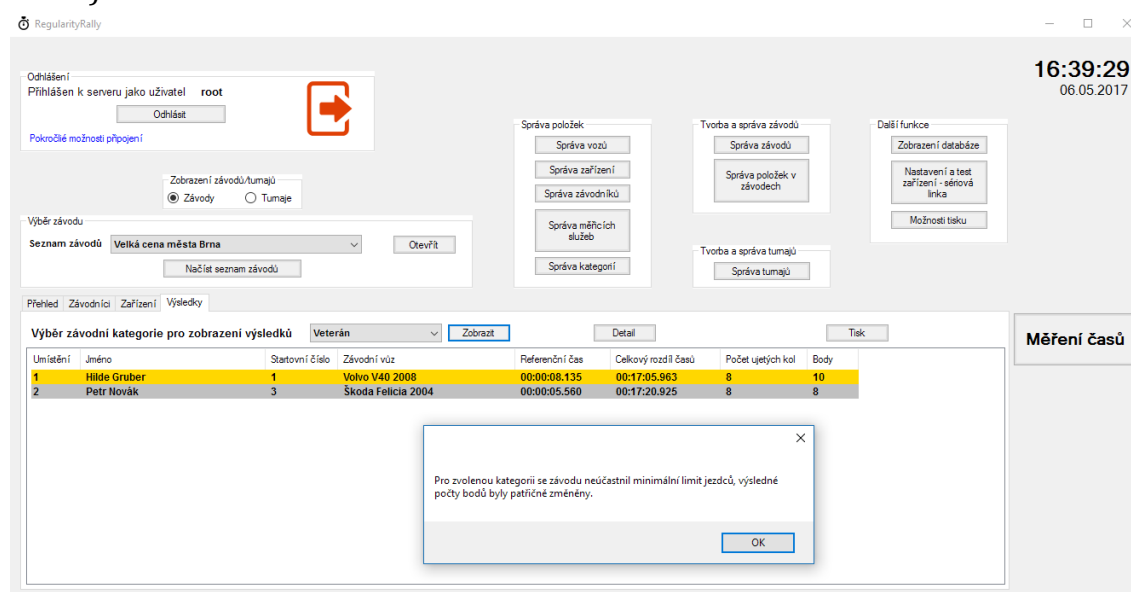 RegularityRally
16:39:29
06.05.2017
Odhlášení
Přihlášen k serveru jako uživatel root
Odhlásit
Pokročilé možnosti připojení
Zobrazení závodů/turnajů
Závody
Turnaje
Výběr závodu
Seznam závodů
Velká cena města Brna
Otevřít
Načíst seznam závodů
Správa položek
Správa vozů
Správa zařízení
Správa závodníků
Správa měřicích
služeb
Správa kategorií
Tvorba a správa závodů
Správa závodů
Správa položek v
závodech
Tvorba a správa turnajů
Správa turnajů
Další funkce
Zobrazení databáze
Nastavení a test
zařízení - sériová
linka
Možnosti tisku
Přehled Závodníci Zařízení Výsledky
Výběr závodní kategorie pro zobrazení výsledků Veterán Zobrazit Detail Tisk
Měření časů
Umístění Jméno Startovní číslo Závodní vůz Referenční čas Celkový rozdíl časů Počet ujetých kol Body
1 Hilde Gruber 1 Volvo V40 2008 00:00:08.135 00:17:05.963 8 10
2 Petr Novák 3 Škoda Felicia 2004 00:00:05.560 00:17:20.925 8 8
Pro zvolenou kategorii se závodu neúčastnil minimální limit jezdců, výsledné
počty bodů byly patřičně změněny.
OK